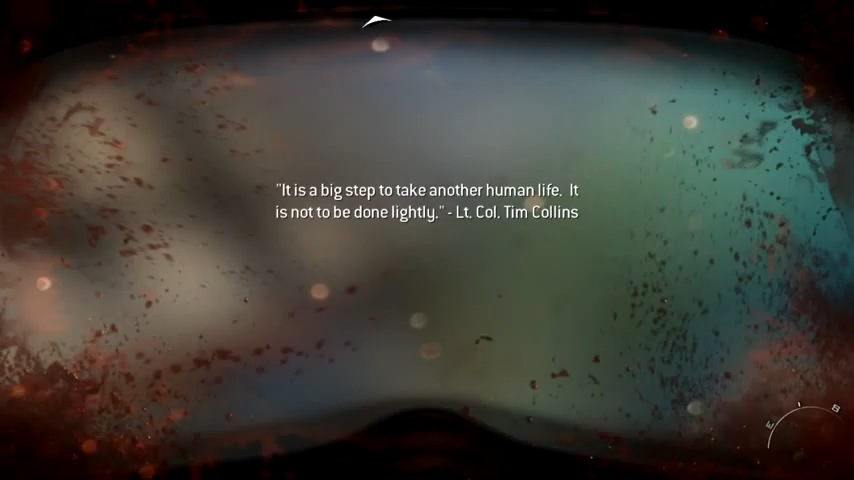 "It is a big step to take another human life. It
is not to be done lightly." - Lt. Col. Tim Collins
E